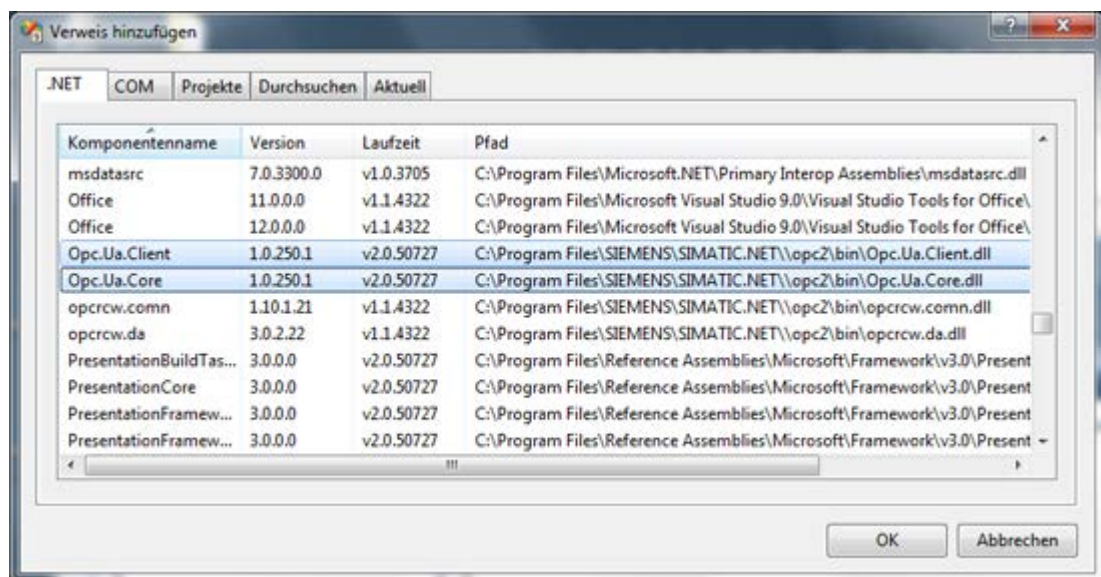 Verweis hinzufügen
.NET COM Projekte Durchsuchen Aktuell
Komponentenname Version Laufzeit Pfad
msdatasrc 7.0.3300.0 v1.0.3705 C:\Program Files\Microsoft.NET\Primary Interop Assemblies\msdatasrc.dll
Office 11.0.0.0 v1.1.4322 C:\Program Files\Microsoft Visual Studio 9.0\Visual Studio Tools for Office\
Office 12.0.0.0 v1.1.4322 C:\Program Files\Microsoft Visual Studio 9.0\Visual Studio Tools for Office\
Opc.Ua.Client 1.0.250.1 v2.0.50727 C:\Program Files\SIEMENS\SIMATIC.NET\\opc2\bin\Opc.Ua.Client.dll
Opc.Ua.Core 1.0.250.1 v2.0.50727 C:\Program Files\SIEMENS\SIMATIC.NET\\opc2\bin\Opc.Ua.Core.dll
opcrcw.comn 1.10.1.21 v1.1.4322 C:\Program Files\SIEMENS\SIMATIC.NET\\opc2\bin\opcrcw.comn.dll
opcrcw.da 3.0.2.22 v1.1.4322 C:\Program Files\SIEMENS\SIMATIC.NET\\opc2\bin\opcrcw.da.dll
PresentationBuildTas... 3.0.0.0 v2.0.50727 C:\Program Files\Reference Assemblies\Microsoft\Framework\v3.0\Present
PresentationCore 3.0.0.0 v2.0.50727 C:\Program Files\Reference Assemblies\Microsoft\Framework\v3.0\Present
PresentationFramew... 3.0.0.0 v2.0.50727 C:\Program Files\Reference Assemblies\Microsoft\Framework\v3.0\Present
PresentationFramew... 3.0.0.0 v2.0.50727 C:\Program Files\Reference Assemblies\Microsoft\Framework\v3.0\Present
OK Abbrechen